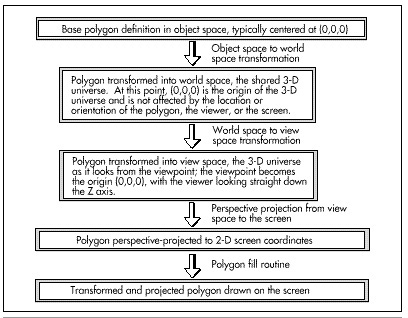 Base polygon definition in object space, typically centered at (0,0,0)
Object space to world
space transformation
Polygon transformed into world space, the shared 3-D
universe. At this point, (0,0,0) is the origin of the 3-D
universe and is not affected by the location or
orientation of the polygon, the viewer, or the screen.
World space to view
space transformation
Polygon transformed into view space, the 3-D universe
as it looks from the viewpoint; the viewpoint becomes
the origin (0,0,0), with the viewer looking straight down
the Z axis.
Perspective projection from view
space to the screen
Polygon perspective-projected to 2-D screen coordinates
Polygon fill routine
Transformed and projected polygon drawn on the screen